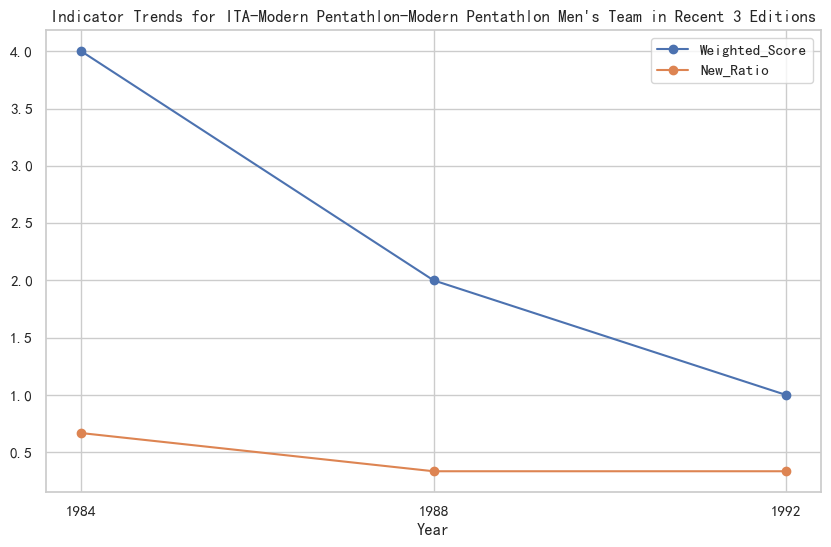 Indicator Trends for ITA-Modern Pentathlon-Modern Pentathlon Men's Team in Recent 3 Editions
Weighted_Score
New_Ratio
4.0
3.5
3.0
2.5
2.0
1.5
1.0
0.5
1984
1988
1992
Year